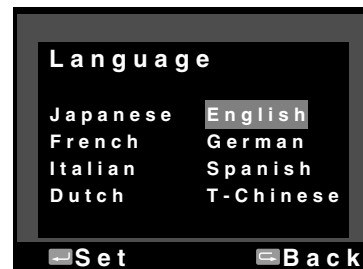 Language
Japanese English
French German
Italian Spanish
Dutch T-Chinese
Set Back